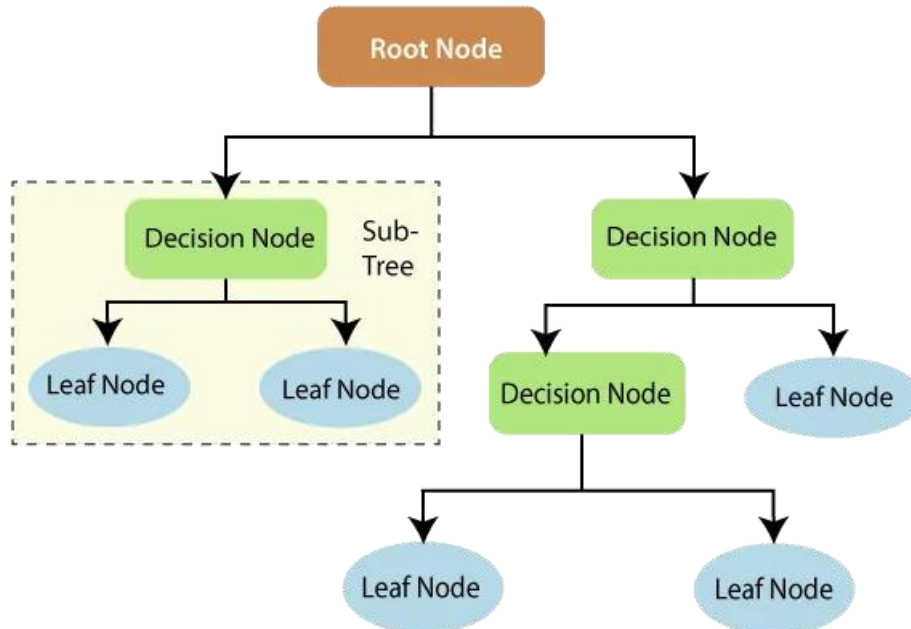 Root Node
Decision Node
Sub-
Tree
Decision Node
Leaf Node
Leaf Node
Decision Node
Leaf Node
Leaf Node
Leaf Node